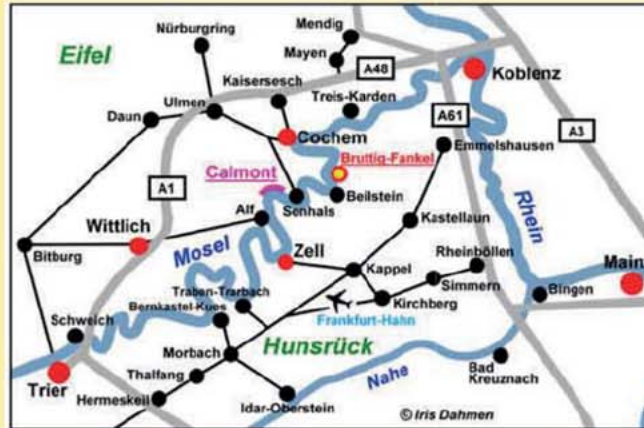 Mendig
Nürburgring
Eifel
Mayen
A48
Kaisersesch
Koblenz
Ulmen
Treis-Karden
Daun
A61
A3
Cochem
Emmelshausen
Bruttig-Fankel
Calmont
A1
Beilstein
Senhals
Alf
Kastellaun
Rhein
Wittlich
Mosel
Zell
Rheinböllen
Bitburg
Kappel
Main
Simmern
Traben-Trarbach
Kirchberg
Bingen
Bernkastel-Kues
Frankfurt-Hahn
Schweich
Hunsrück
Morbach
Nahe
Bad
Kreuznach
Trier
Thalfang
Hermeskeil
Idar-Oberstein
© Iris Dahmen